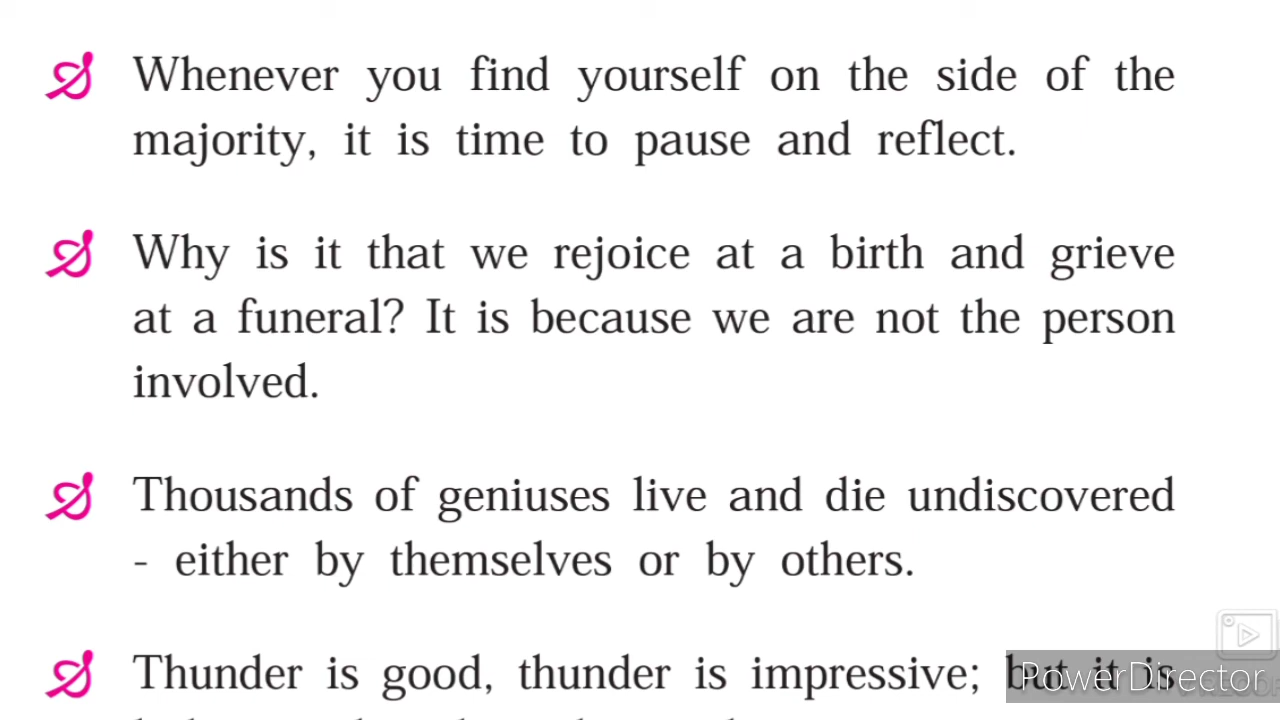 Whenever you find yourself on the side of the
majority, it is time to pause and reflect.
Why is it that we rejoice at a birth and grieve
at a funeral? It is because we are not the person
involved.
Thousands of geniuses live and die undiscovered
- either by themselves or by others.
Thunder is good, thunder is impressive; but it is
PowerDirector